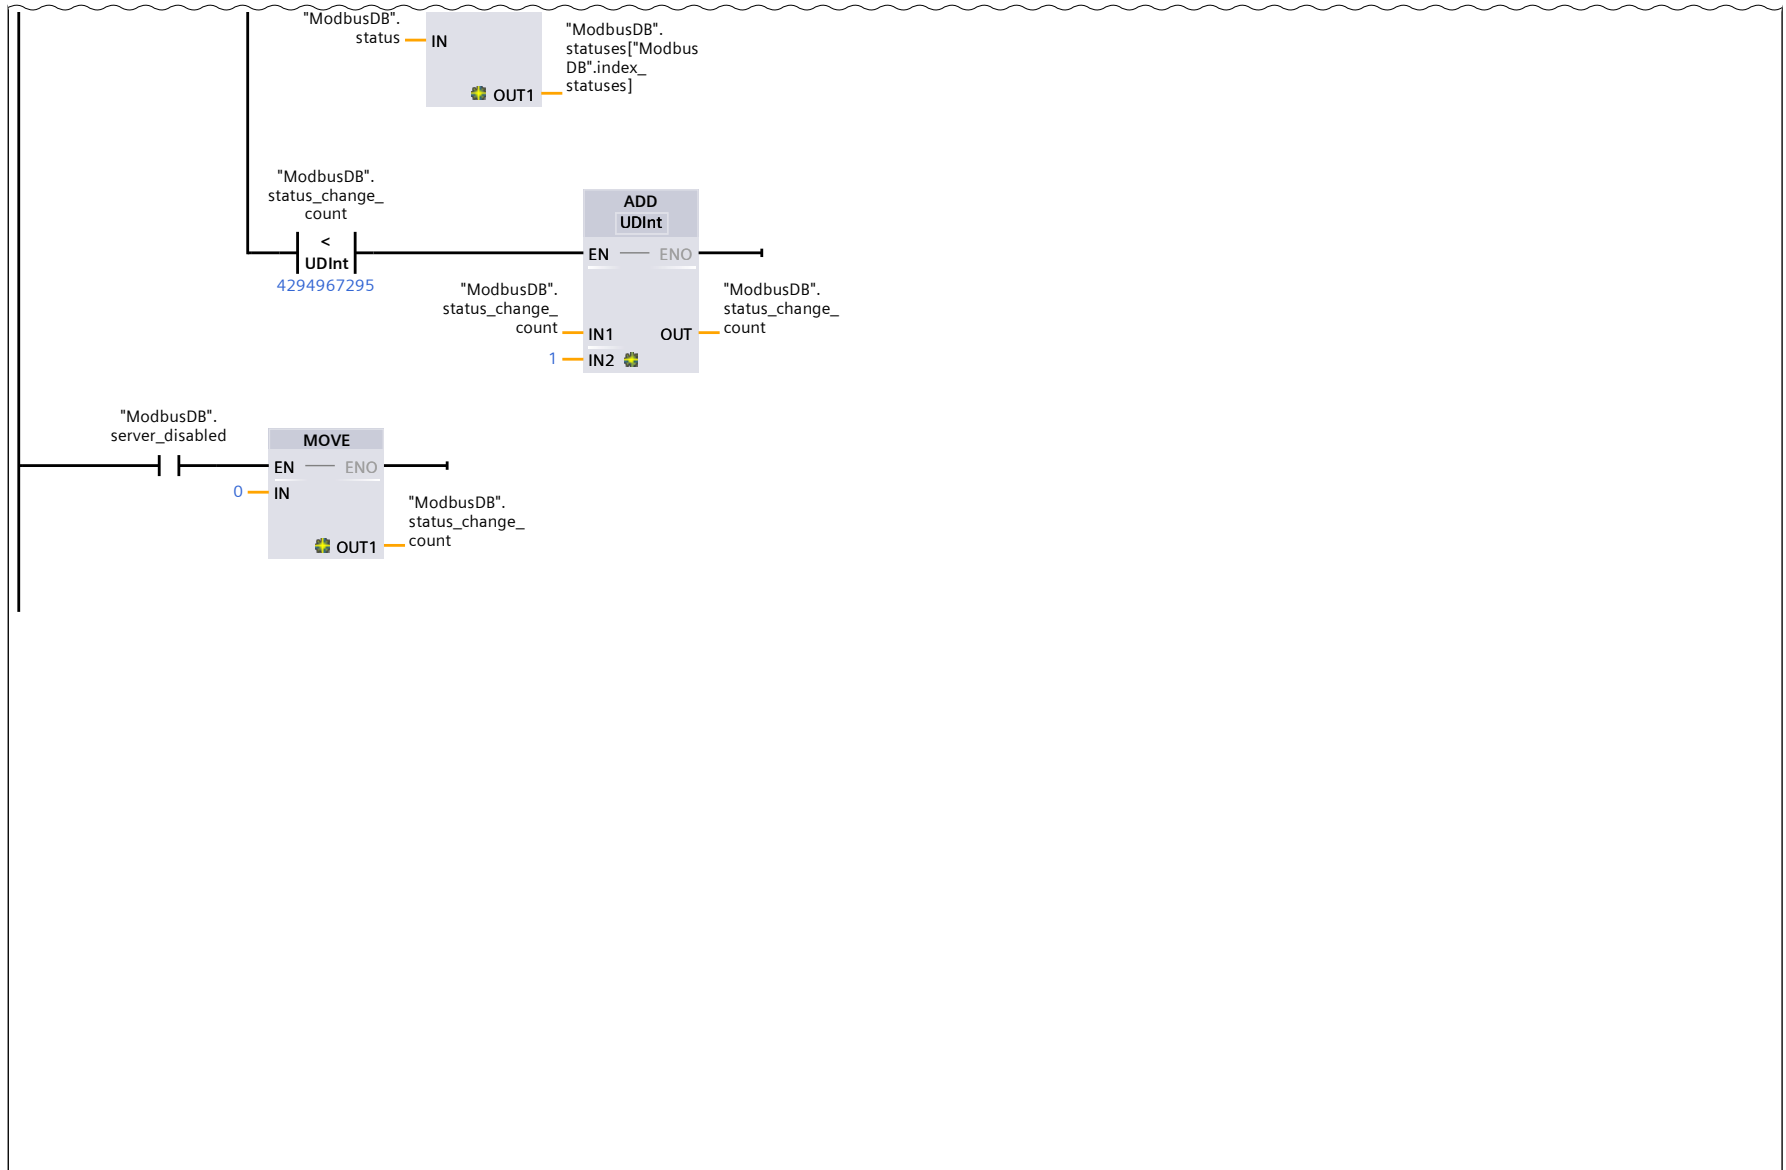 "ModbusDB".
status
IN
"ModbusDB".
statuses["Modbus
DB".index_
statuses]
OUT1
"ModbusDB".
status_change_
count
<
UDInt
4294967295
ADD
UDInt
EN
ENO
"ModbusDB".
status_change_
count
IN1
OUT
"ModbusDB".
status_change_
count
1
IN2
"ModbusDB".
server_disabled
MOVE
EN
ENO
0
IN
OUT1
"ModbusDB".
status_change_
count